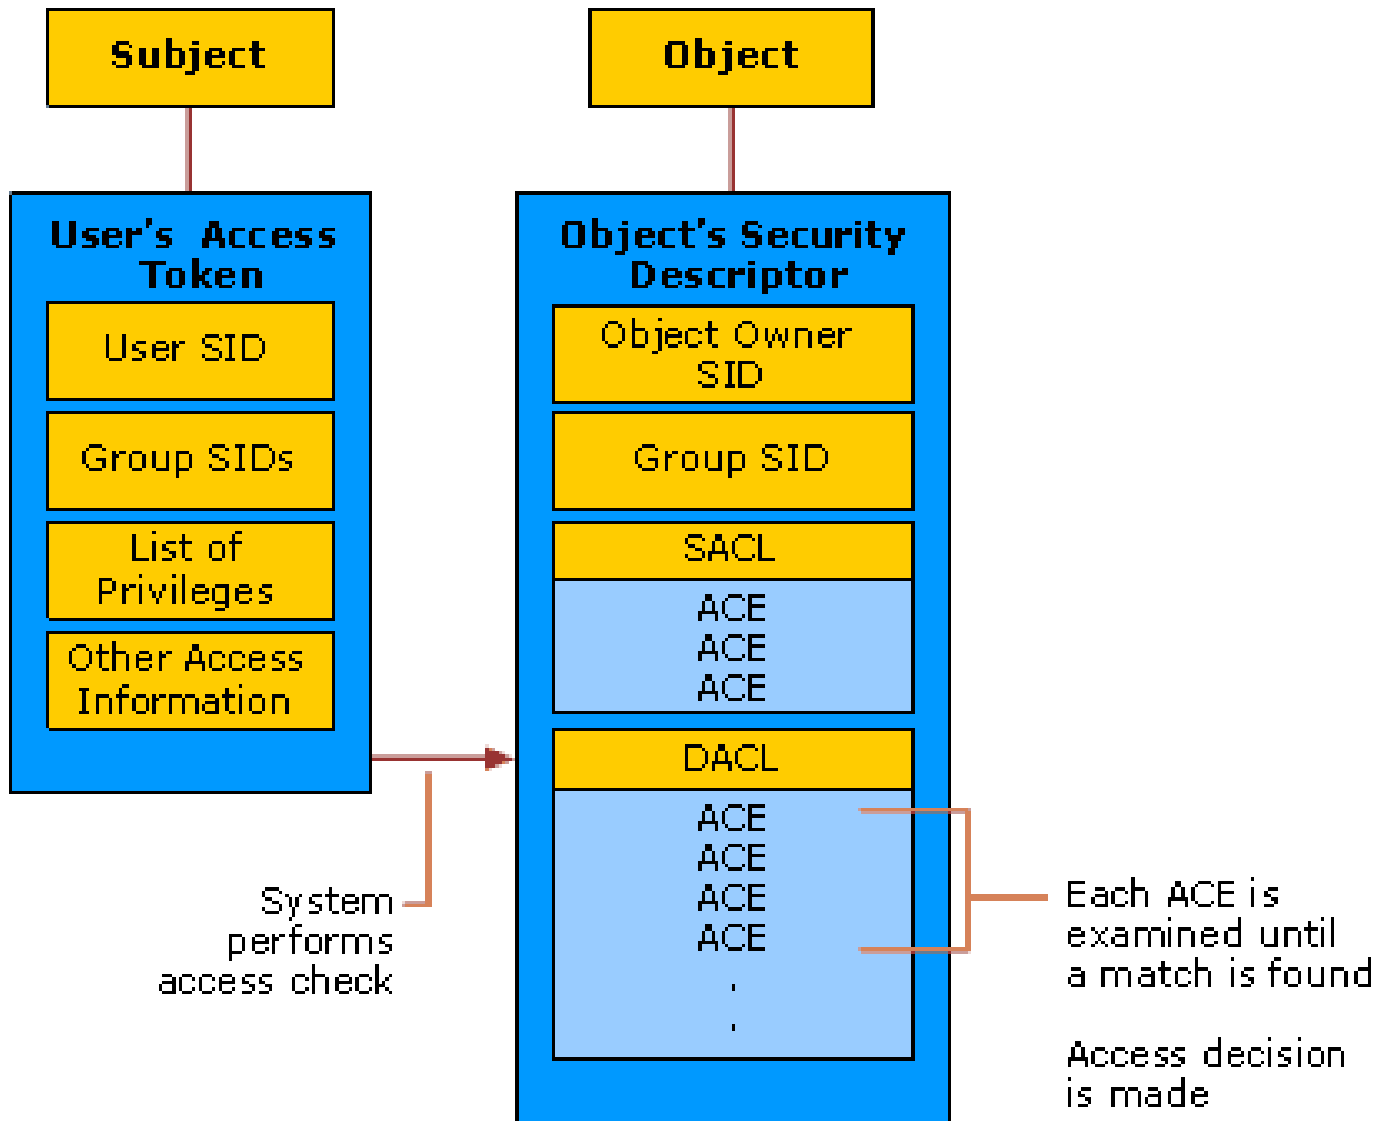 Subject
User's Access
Token
User SID
Group SIDs
List of
Privileges
Other Access
Information
System
performs
access check
Object
Object's Security
Descriptor
Object Owner
SID
Group SID
SACL
ACE
ACE
ACE
DACL
ACE
ACE
ACE
ACE
.
.
Each ACE is
examined until
a match is found
Access decision
is made